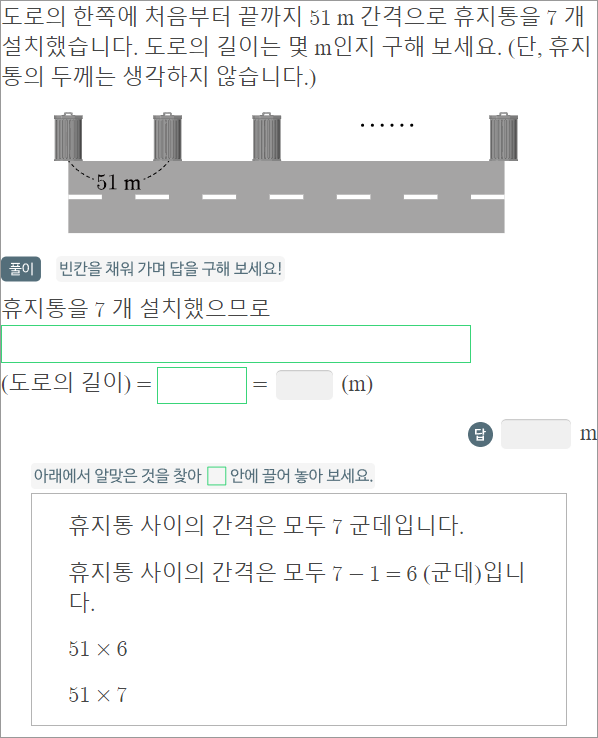 도로의 한쪽에 처음부터 끝까지 51 m 간격으로 휴지통을 7 개
설치했습니다. 도로의 길이는 몇 m인지 구해 보세요. (단, 휴지
통의 두께는 생각하지 않습니다.)
......
51 m
풀이 빈칸을 채워 가며 답을 구해 보세요!
휴지통을 7 개 설치했으므로
(도로의 길이) = = (m)
답 m
아래에서 알맞은 것을 찾아 안에 끌어 놓아 보세요.
휴지통 사이의 간격은 모두 7 군데입니다.
휴지통 사이의 간격은 모두 7 − 1 = 6 (군데)입니
다.
51 × 6
51 × 7